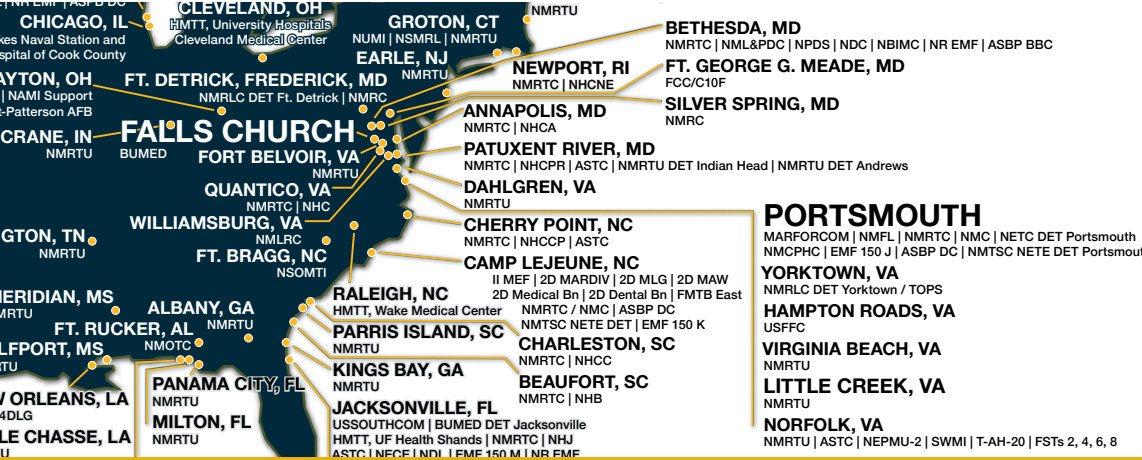 NR EMF | ASPB DC
CHICAGO, IL
kes Naval Station and
spital of Cook County
CLEVELAND, OH
HMTT, University Hospitals
Cleveland Medical Center
GROTON, CT
NUMI | NSMRL | NMRTU
NMRTU
EARLE, NJ
NMRTU
NEWPORT, RI
NMRTC | NHCNE
BETHESDA, MD
NMRTC | NML&PDC | NPDS | NDC | NBIMC | NR EMF | ASBP BBC
FT. GEORGE G. MEADE, MD
FCC/C10F
SILVER SPRING, MD
NMRC
AYTON, OH
| NAMI Support
t-Patterson AFB
FT. DETRICK, FREDERICK, MD
NMRLC DET Ft. Detrick | NMRC
CRANE, IN
NMRTU
FALLS CHURCH
BUMED
ANNAPOLIS, MD
NMRTC | NHCA
PATUXENT RIVER, MD
NMRTC | NHCPR | ASTC | NMRTU DET Indian Head | NMRTU DET Andrews
FORT BELVOIR, VA
NMRTU
QUANTICO, VA
NMRTC | NHC
DAHLGREN, VA
NMRTU
WILLIAMSBURG, VA
NMLRC
CHERRY POINT, NC
NMRTC | NHCCP | ASTC
GTON, TN
NMRTU
FT. BRAGG, NC
NSOMTI
CAMP LEJEUNE, NC
II MEF | 2D MARDIV | 2D MLG | 2D MAW
2D Medical Bn | 2D Dental Bn | FMTB East
NMRTC / NMC | ASBP DC
NMTSC NETE DET | EMF 150 K
PORTSMOUTH
MARFORCOM | NMFL | NMRTC | NMC | NETC DET Portsmouth
NMCPHC | EMF 150 J | ASBP DC | NMTSC NETE DET Portsmout
YORKTOWN, VA
NMRLC DET Yorktown / TOPS
HAMPTON ROADS, VA
USFFC
VIRGINIA BEACH, VA
NMRTU
LITTLE CREEK, VA
NMRTU
NORFOLK, VA
NMRTU | ASTC | NEPMU-2 | SWMI | T-AH-20 | FSTs 2, 4, 6, 8
ERIDIAN, MS
MRTU
ALBANY, GA
NMRTU
RALEIGH, NC
HMTT, Wake Medical Center
FT. RUCKER, AL
NMOTC
PARRIS ISLAND, SC
NMRTU
CHARLESTON, SC
NMRTC | NHCC
LFPORT, MS
RTU
KINGS BAY, GA
NMRTU
BEAUFORT, SC
NMRTC | NHB
PANAMA CITY, FL
NMRTU
W ORLEANS, LA
4DLG
MILTON, FL
NMRTU
LE CHASSE, LA
U
JACKSONVILLE, FL
USSOUTHCOM | BUMED DET Jacksonville
HMTT, UF Health Shands | NMRTC | NHJ
ASTC | NECE | NDL | EMF 150 M | NR EMF